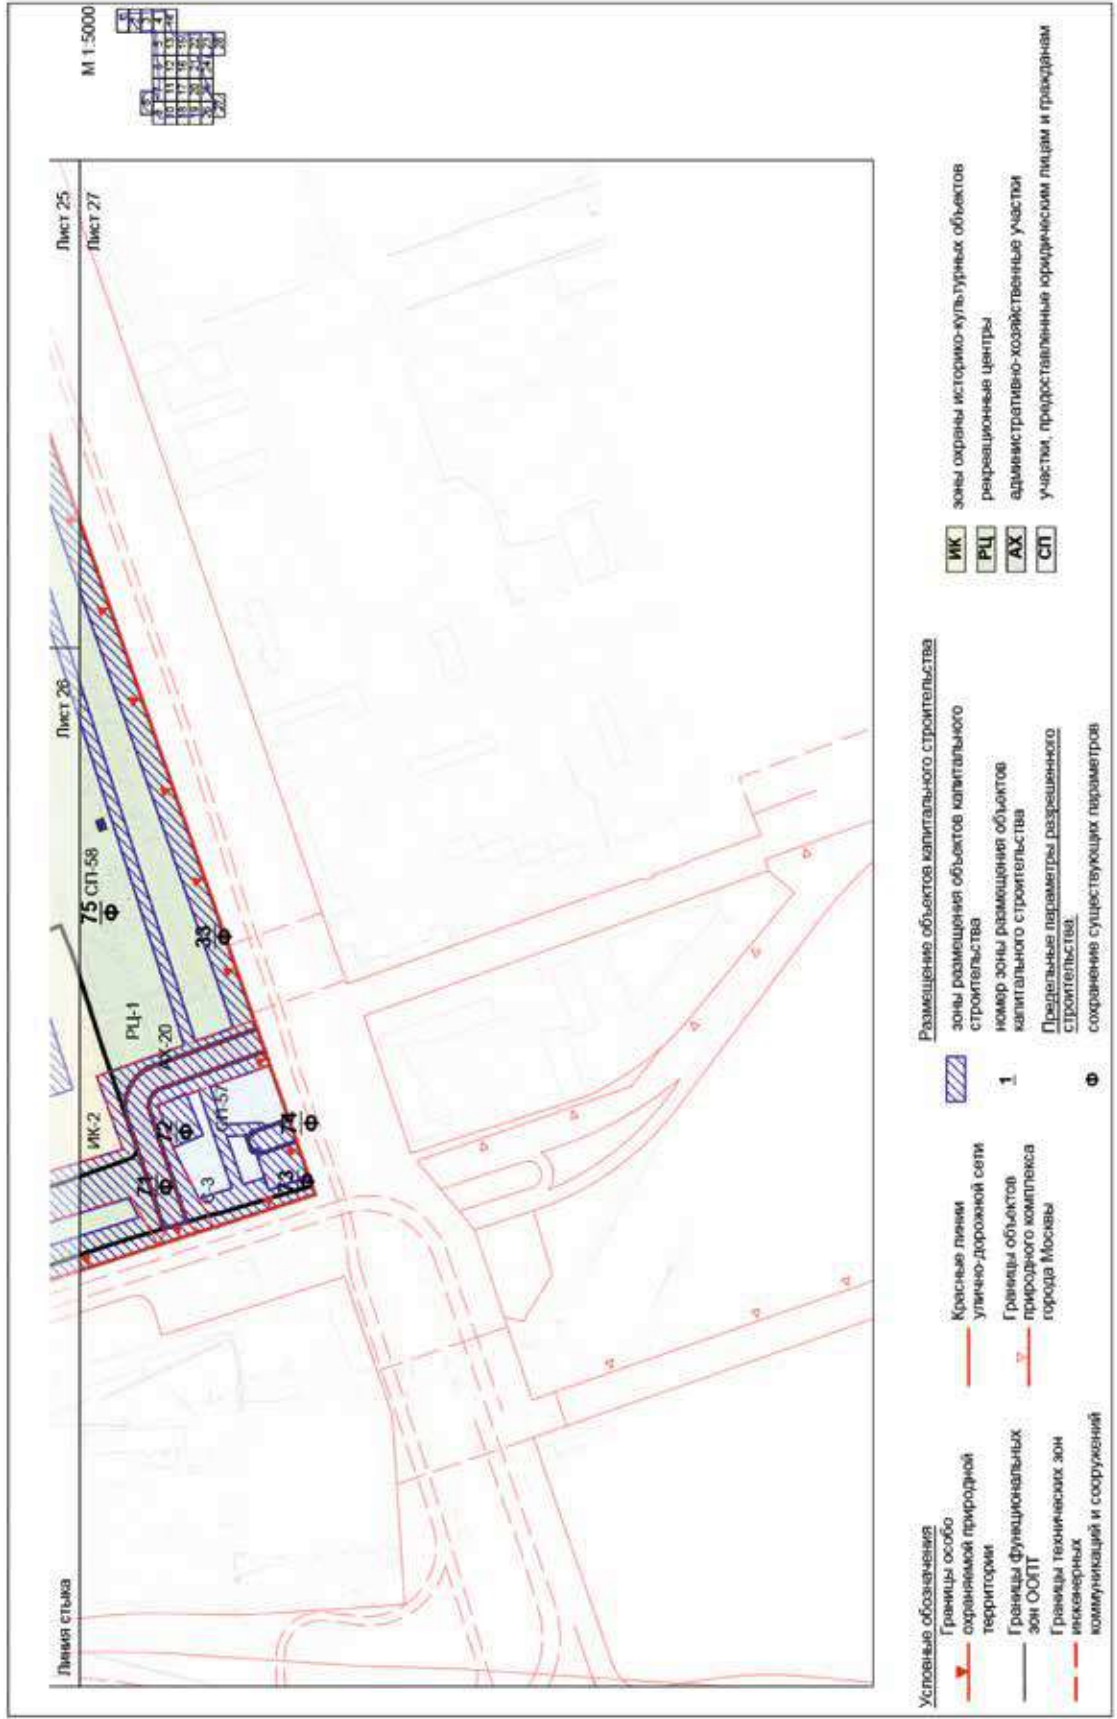 М 1:5000
Линия стыка
Лист 26
Лист 25
Лист 27
75 СП-58
Ф
33
Ф
РЦ-1
АХ-20
ИК-2
72
Ф
СП-57
71
Ф
74
Ф
73
Ф
Условные обозначения
Границы особо
охраняемой природной
территории
Границы функциональных
зон ООПТ
Границы технических зон
инженерных
коммуникаций и сооружений
Красные линии
улично-дорожной сети
Границы объектов
природного комплекса
города Москвы
Размещение объектов капитального строительства
зоны размещения объектов капитального
строительства
1
номер зоны размещения объектов
капитального строительства
Предельные параметры разрешенного
строительства:
Ф
сохранение существующих параметров
ИК
зоны охраны историко-культурных объектов
РЦ
рекреационные центры
АХ
административно-хозяйственные участки
СП
участки, предоставленные юридическим лицам и гражданам